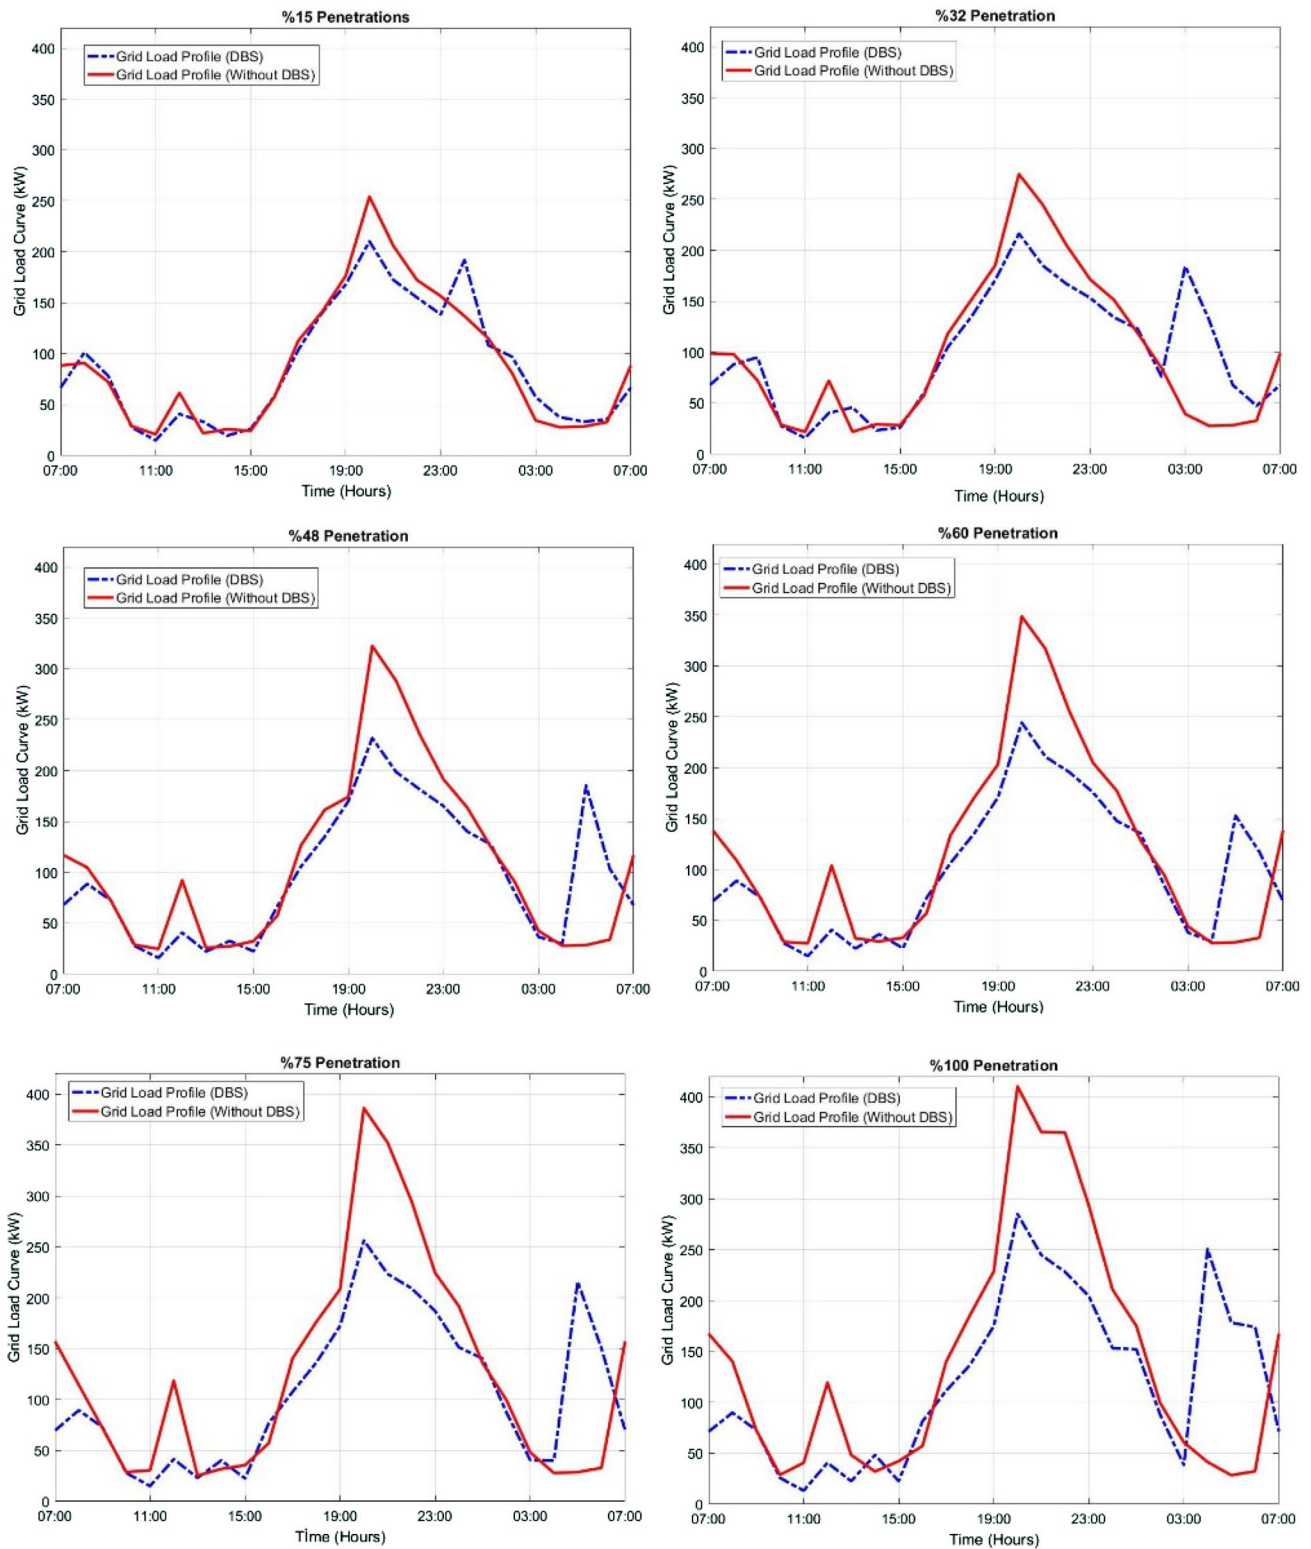 %15 Penetrations
Grid Load Profile (DBS)
Grid Load Profile (Without DBS)
400
350
300
250
200
150
100
50
0
Grid Load Curve (kW)
07:00 11:00 15:00 19:00 23:00 03:00 07:00
Time (Hours)
%32 Penetration
Grid Load Profile (DBS)
Grid Load Profile (Without DBS)
400
350
300
250
200
150
100
50
0
Grid Load Curve (kW)
07:00 11:00 15:00 19:00 23:00 03:00 07:00
Time (Hours)
%48 Penetration
Grid Load Profile (DBS)
Grid Load Profile (Without DBS)
400
350
300
250
200
150
100
50
0
Grid Load Curve (kW)
07:00 11:00 15:00 19:00 23:00 03:00 07:00
Time (Hours)
%60 Penetration
Grid Load Profile (DBS)
Grid Load Profile (Without DBS)
400
350
300
250
200
150
100
50
0
Grid Load Curve (kW)
07:00 11:00 15:00 19:00 23:00 03:00 07:00
Time (Hours)
%75 Penetration
Grid Load Profile (DBS)
Grid Load Profile (Without DBS)
400
350
300
250
200
150
100
50
0
Grid Load Curve (kW)
07:00 11:00 15:00 19:00 23:00 03:00 07:00
Time (Hours)
%100 Penetration
Grid Load Profile (DBS)
Grid Load Profile (Without DBS)
400
350
300
250
200
150
100
50
0
Grid Load Curve (kW)
07:00 11:00 15:00 19:00 23:00 03:00 07:00
Time (Hours)